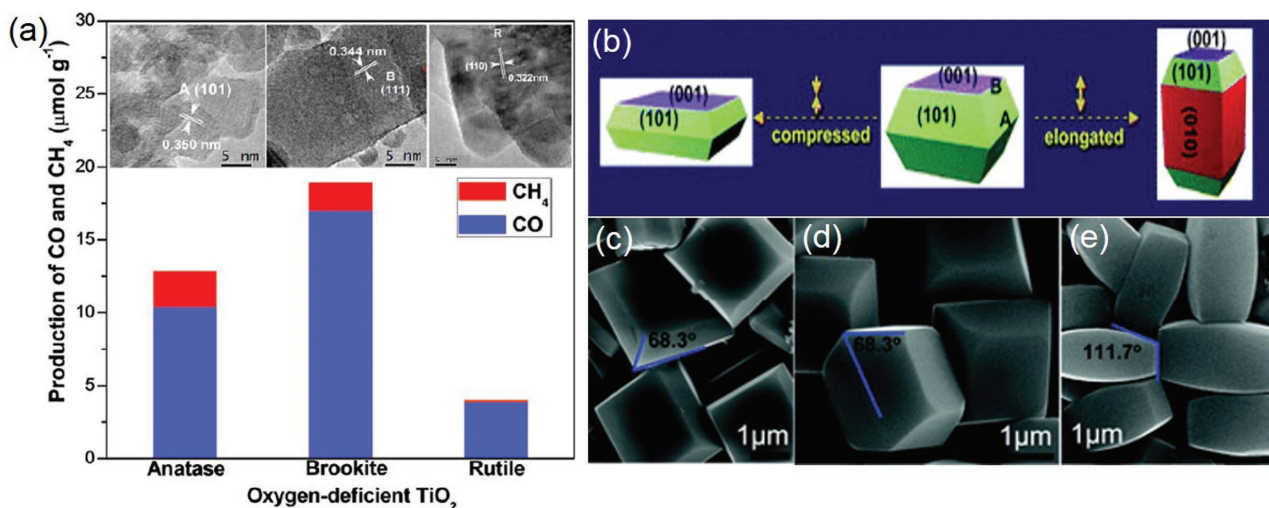 (a)
Production of CO and CH₄ (μmol g⁻¹)
30
25
20
15
10
5
0
A (101)
0.350 nm
5 nm
0.344 nm
B
(111)
5 nm
R
(110)
0.322nm
5 nm
CH₄
CO
Anatase
Brookite
Rutile
Oxygen-deficient TiO₂
(b)
(001)
(101)
compressed
(001)
B
(101)
A
elongated
(001)
(101)
(010)
(c)
68.3°
1μm
(d)
68.3°
1μm
(e)
111.7°
1μm